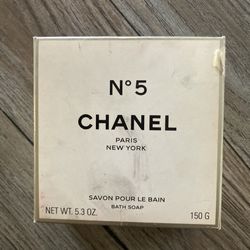 N°5
CHANEL
PARIS
NEW YORK
SAVON POUR LE BAIN
NET WT. 5.3 OZ. BATH SOAP 150 G